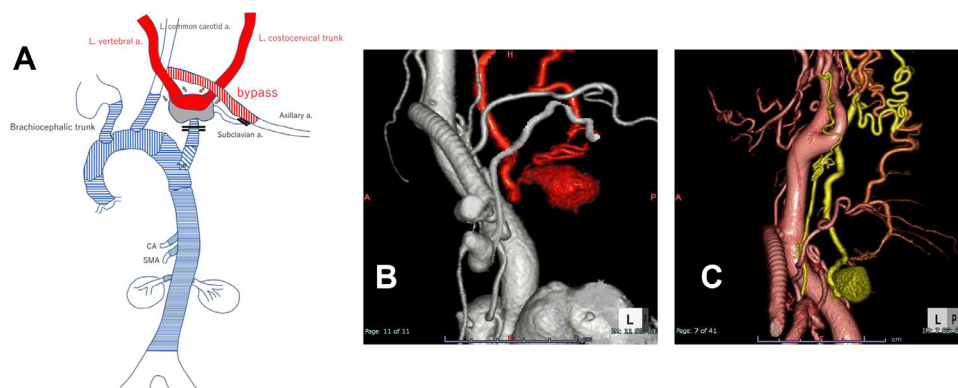 A
L. common carotid a.
L. vertebral a.
L. costocervical trunk
bypass
Axillary a.
Brachiocephalic trunk
Subclavian a.
CA
SMA
H
A
P
B
L
Page: 11 of 11
cm
A
C
L P
Page: 7 of 41
cm